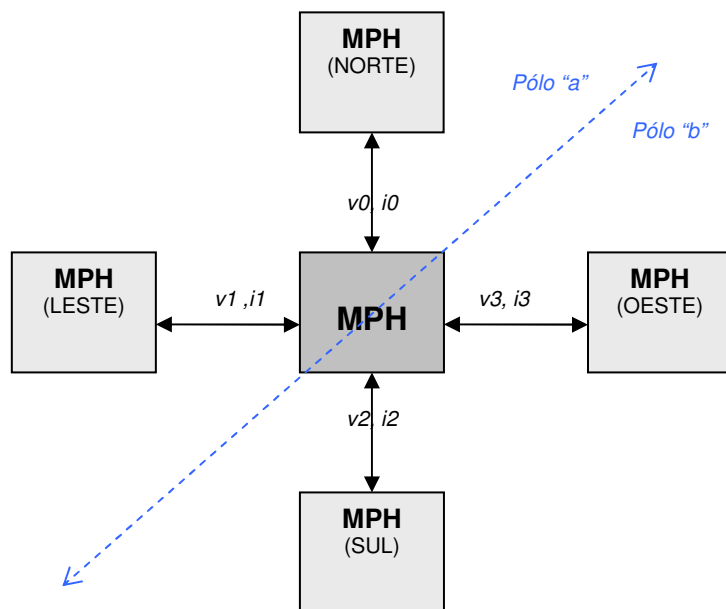 MPH
(NORTE)
Pólo “a”
Pólo “b”
v0, i0
MPH
(LESTE)
v1 ,i1
MPH
v3, i3
MPH
(OESTE)
v2, i2
MPH
(SUL)